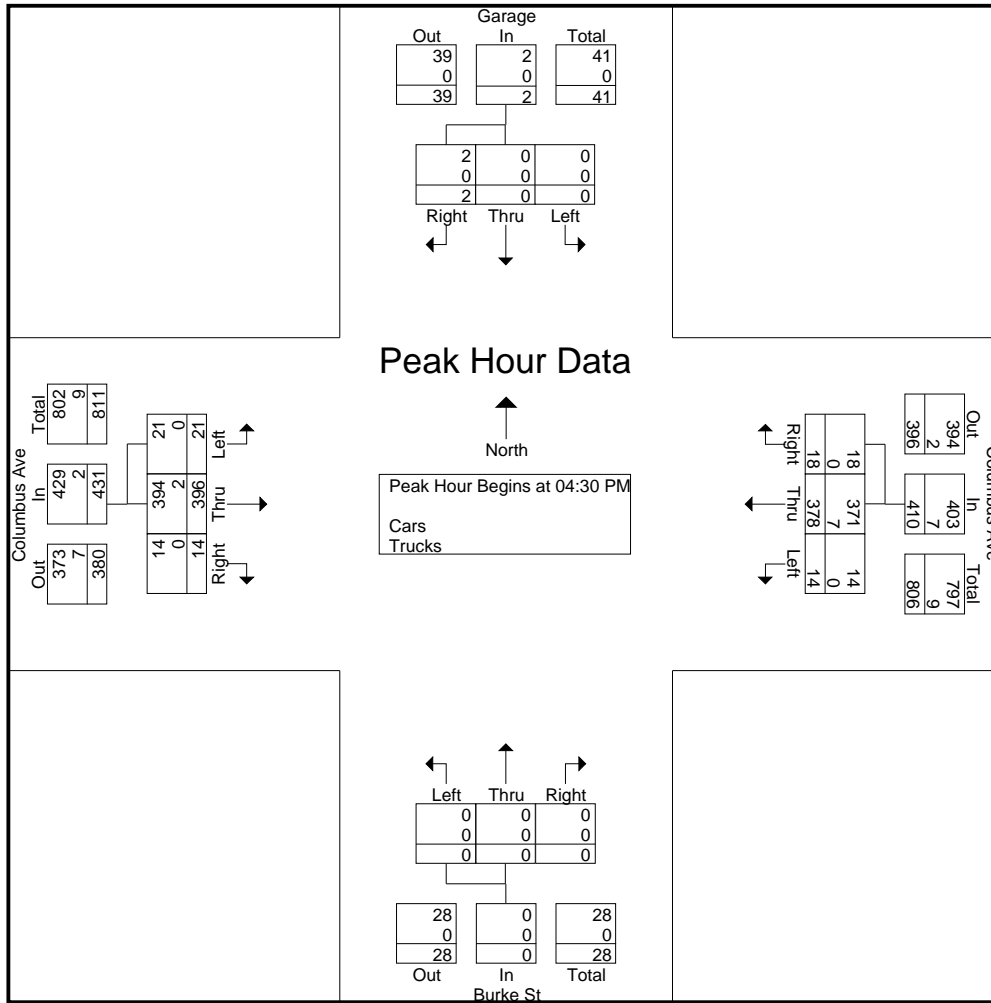 Garage
Out In Total
39 2 41
0 0 0
39 2 41
2 0 0
0 0 0
2 0 0
Right Thru Left
Peak Hour Data
North
Peak Hour Begins at 04:30 PM
Cars
Trucks
Columbus Ave
Total In Out
802 429 373
9 2 7
811 431 380
21 394 14
0 2 0
21 396 14
Left Thru Right
Columbus Ave
Out In Total
394 403 797
2 7 9
396 410 806
18 371 14
0 7 0
18 378 14
Right Thru Left
Left Thru Right
0 0 0
0 0 0
0 0 0
28 0 28
0 0 0
28 0 28
Out In Total
Burke St